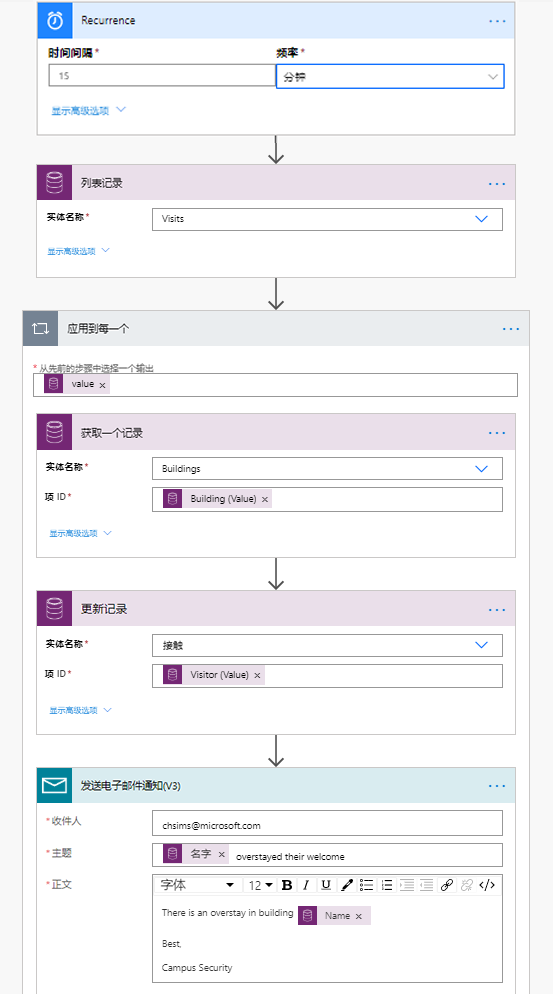 Recurrence
时间间隔* 频率*
15 分钟
显示高级选项
列表记录
实体名称* Visits
显示高级选项
应用到每一个
* 从先前的步骤中选择一个输出
value x
获取一个记录
实体名称* Buildings
项 ID* Building (Value) x
显示高级选项
更新记录
实体名称* 接触
项 ID* Visitor (Value) x
显示高级选项
发送电子邮件通知(V3)
*收件人 chsims@microsoft.com
*主题 名字 x overstayed their welcome
*正文 字体 12 B I U </>
There is an overstay in building Name x
Best,
Campus Security